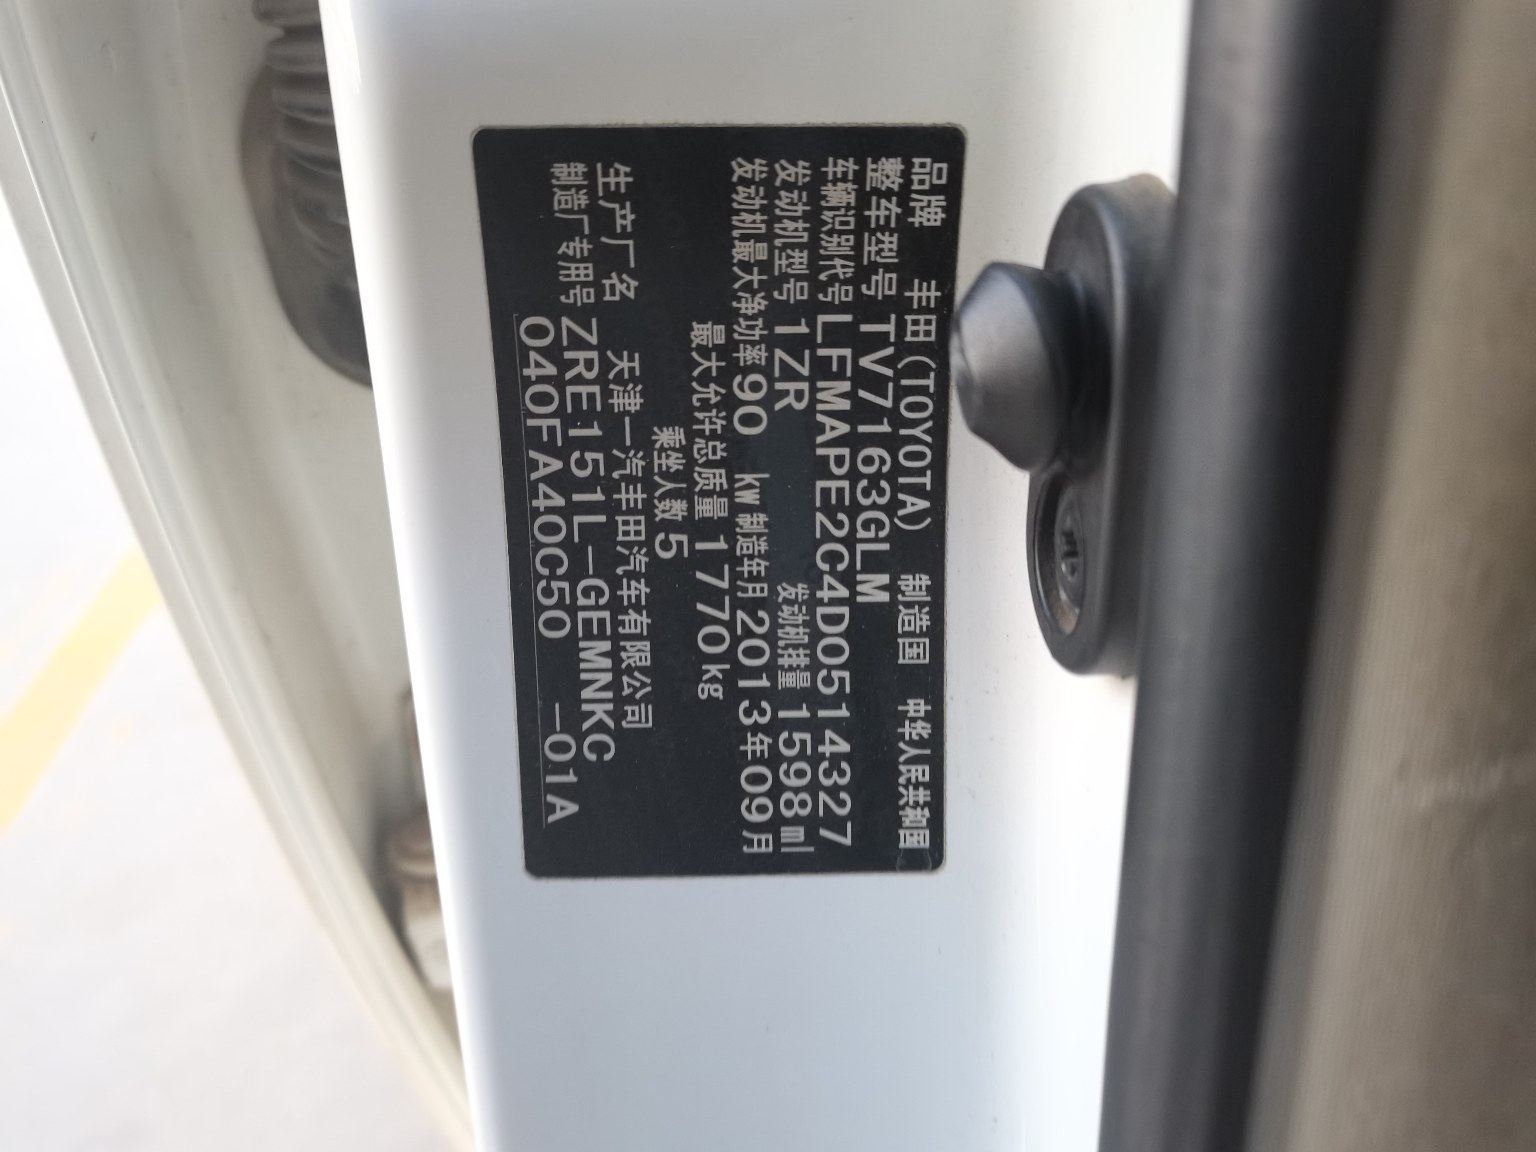 品牌 丰田(TOYOTA) 制造国 中华人民共和国
整车型号 TV7163GLM
车辆识别代号 LFMAPE2C4D0514327
发动机型号 1ZR 发动机排量 1598 ml
发动机最大净功率 90 kW 制造年月 2013年09月
最大允许总质量 1770kg
乘坐人数 5
生产厂名 天津一汽丰田汽车有限公司
制造厂专用号 ZRE151L-GEMNKC
040FA40C50 -01A